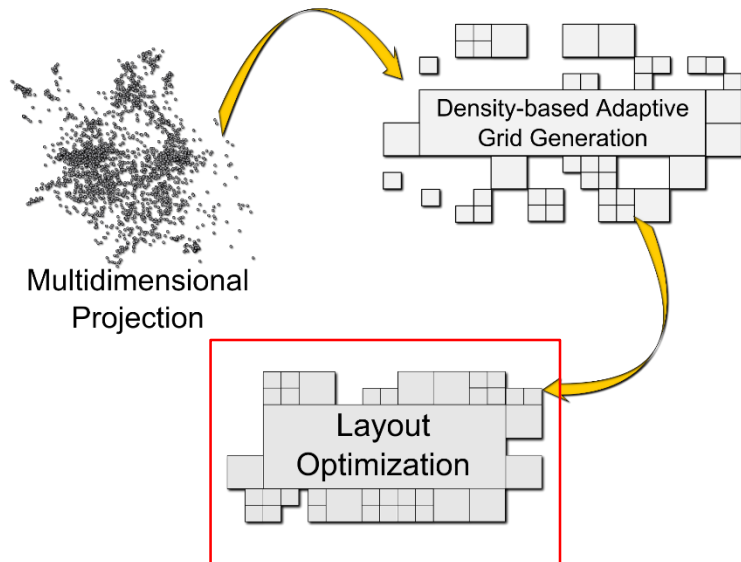 Multidimensional
Projection
Density-based Adaptive
Grid Generation
Layout
Optimization